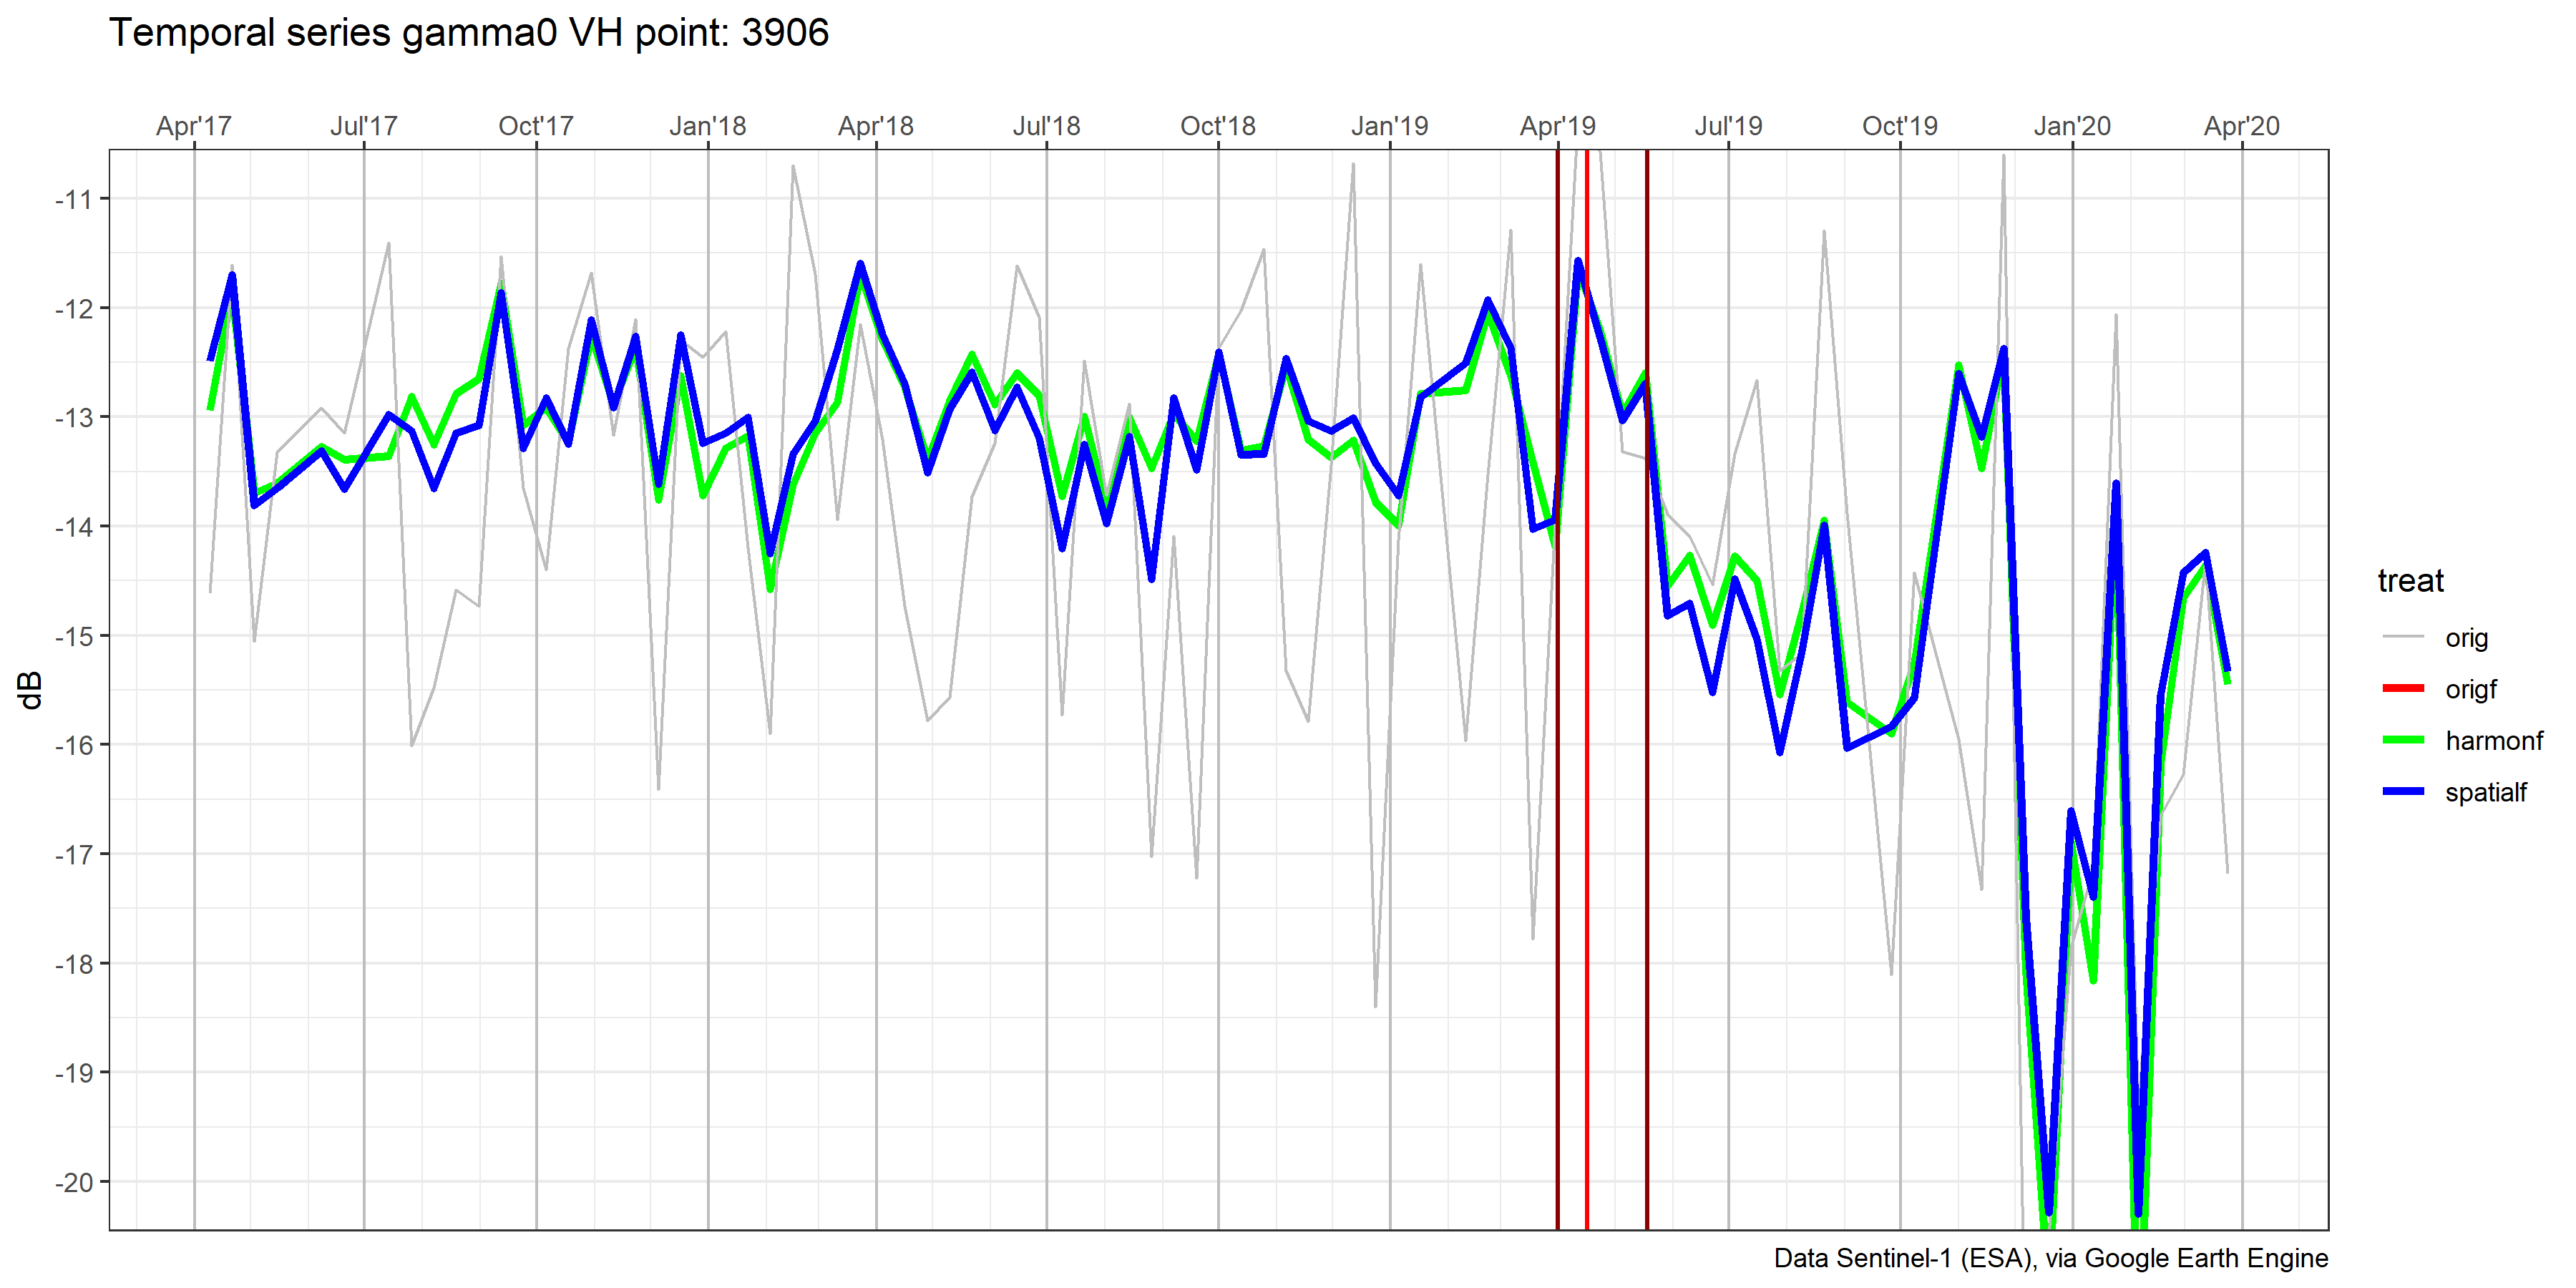 Temporal series gamma0 VH point: 3906
Apr'17 Jul'17 Oct'17 Jan'18 Apr'18 Jul'18 Oct'18 Jan'19 Apr'19 Jul'19 Oct'19 Jan'20 Apr'20
-11
-12
-13
-14
-15
-16
-17
-18
-19
-20
dB
treat
orig
origf
harmonf
spatialf
Data Sentinel-1 (ESA), via Google Earth Engine